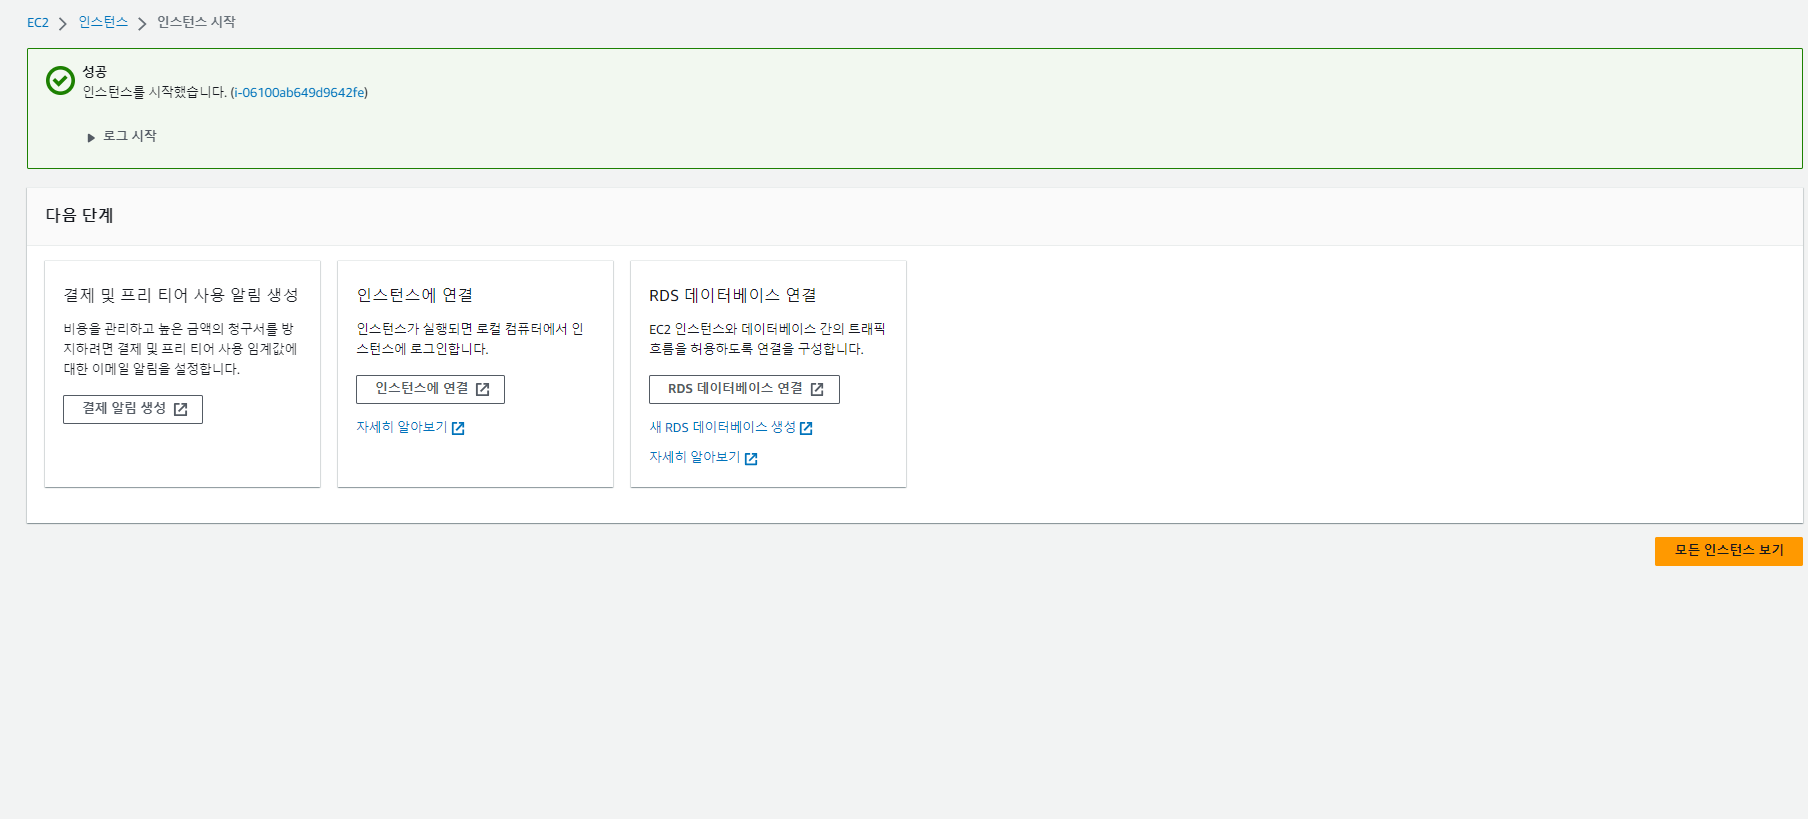 EC2 인스턴스 인스턴스 시작
성공
인스턴스를 시작했습니다. (i-06100ab649d9642fe)
로그 시작
다음 단계
결제 및 프리 티어 사용 알림 생성
비용을 관리하고 높은 금액의 청구서를 방
지하려면 결제 및 프리 티어 사용 임계값에
대한 이메일 알림을 설정합니다.
결제 알림 생성
인스턴스에 연결
인스턴스가 실행되면 로컬 컴퓨터에서 인
스턴스에 로그인합니다.
인스턴스에 연결
자세히 알아보기
RDS 데이터베이스 연결
EC2 인스턴스와 데이터베이스 간의 트래픽
흐름을 허용하도록 연결을 구성합니다.
RDS 데이터베이스 연결
새 RDS 데이터베이스 생성
자세히 알아보기
모든 인스턴스 보기